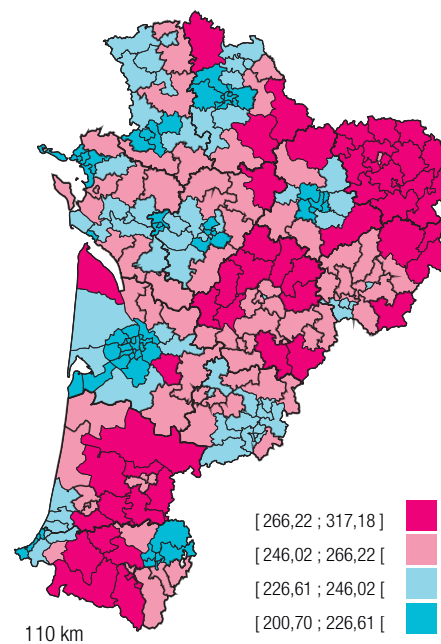 [ 266,22 ; 317,18 ]
[ 246,02 ; 266,22 [
[ 226,61 ; 246,02 [
[ 200,70 ; 226,61 [
110 km